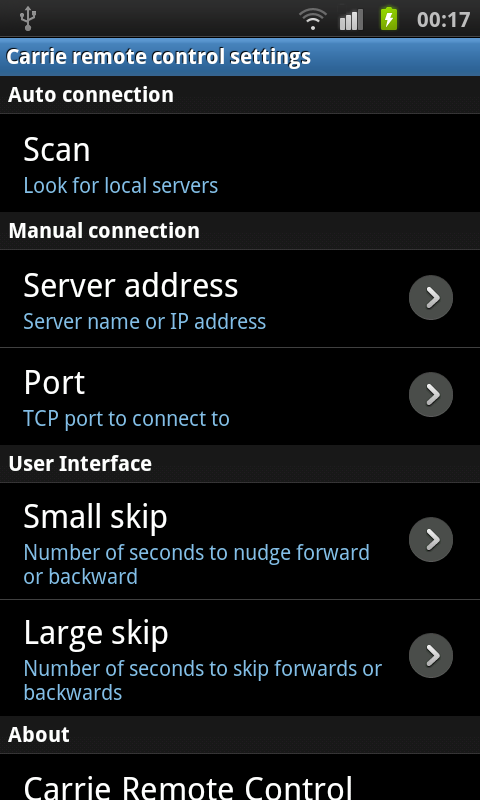 00:17
Carrie remote control settings
Auto connection
Scan
Look for local servers
Manual connection
Server address
Server name or IP address
Port
TCP port to connect to
User Interface
Small skip
Number of seconds to nudge forward
or backward
Large skip
Number of seconds to skip forwards or
backwards
About
Carrie Remote Control